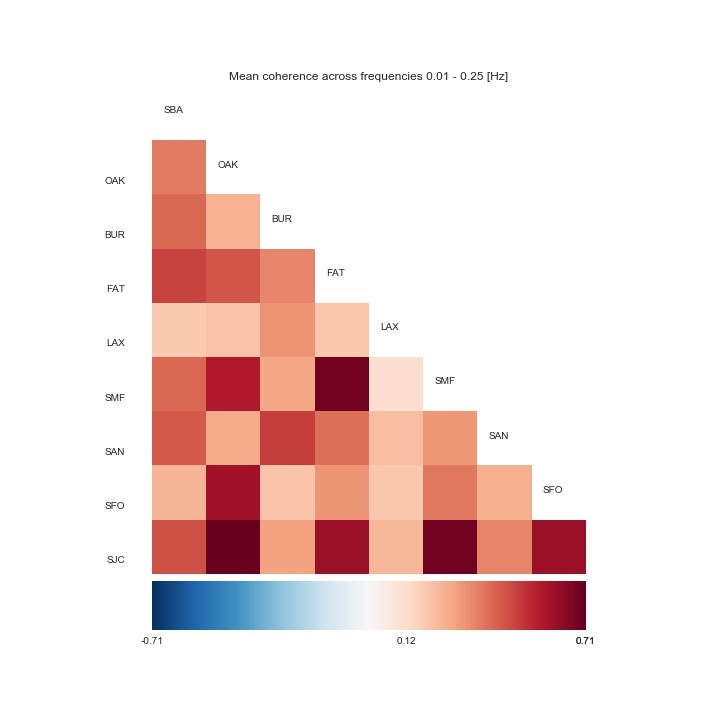 Mean coherence across frequencies 0.01 - 0.25 [Hz]
SBA
OAK
OAK
BUR
BUR
FAT
FAT
LAX
LAX
SMF
SMF
SAN
SAN
SFO
SFO
SJC
-0.71 0.12 0.71